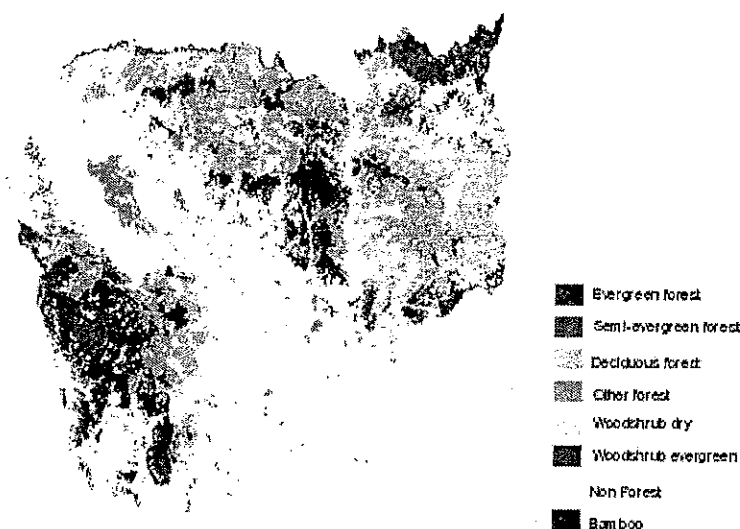 Evergreen forest
Semi-evergreen forest
Deciduous forest
Other forest
Woodshrub dry
Woodshrub evergreen
Non Forest
Bamboo